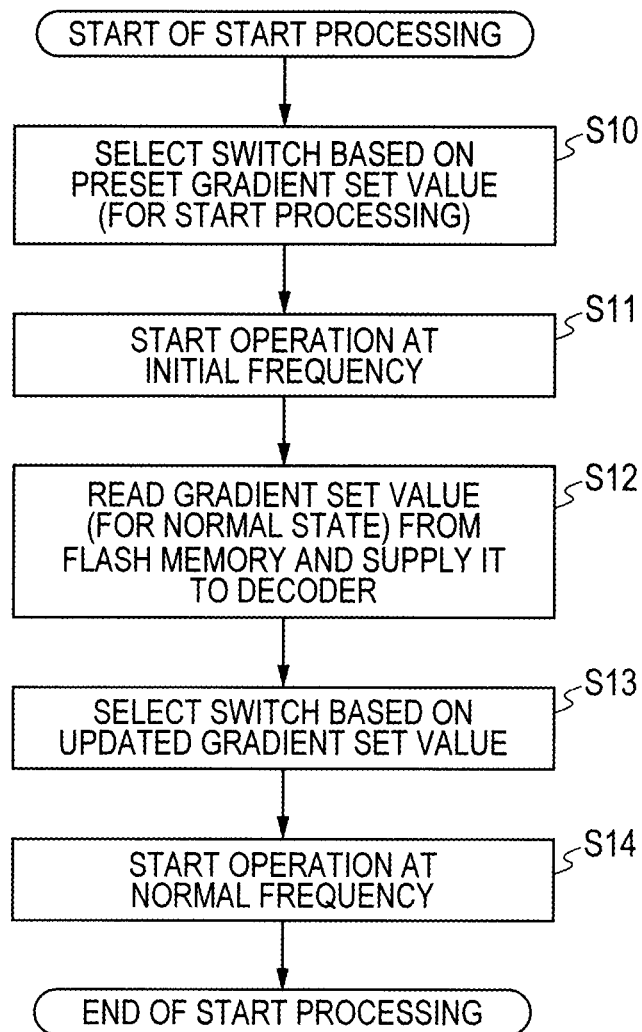 START OF START PROCESSING
S10
SELECT SWITCH BASED ON
PRESET GRADIENT SET VALUE
(FOR START PROCESSING)
S11
START OPERATION AT
INITIAL FREQUENCY
S12
READ GRADIENT SET VALUE
(FOR NORMAL STATE) FROM
FLASH MEMORY AND SUPPLY IT
TO DECODER
S13
SELECT SWITCH BASED ON
UPDATED GRADIENT SET VALUE
S14
START OPERATION AT
NORMAL FREQUENCY
END OF START PROCESSING